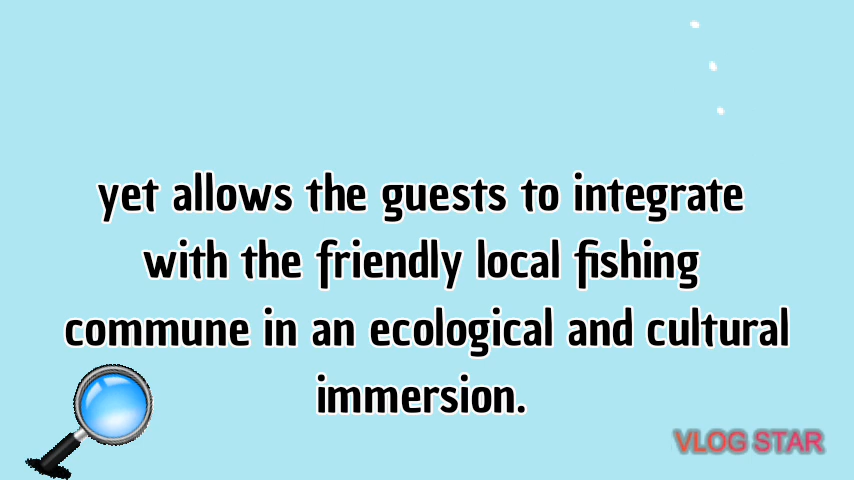 yet allows the guests to integrate
with the friendly local fishing
commune in an ecological and cultural
immersion.
VLOG STAR